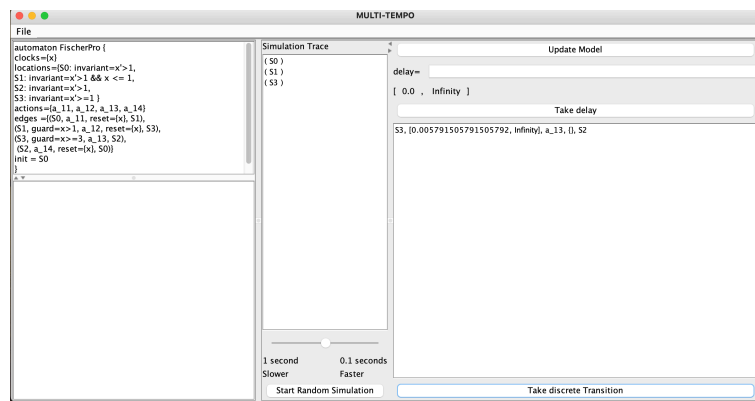 MULTI-TEMPO
File
automaton FischerPro {
clocks={x}
locations={S0: invariant=x'>1,
S1: invariant=x'>1 && x <= 1,
S2: invariant=x'>1,
S3: invariant=x'>=1 }
actions={a_11, a_12, a_13, a_14}
edges ={(S0, a_11, reset={x}, S1),
(S1, guard=x>1, a_12, reset={x}, S3),
(S3, guard=x>=3, a_13, S2),
(S2, a_14, reset={x}, S0)}
init = S0
}
Simulation Trace
( S0 )
( S1 )
( S3 )
1 second 0.1 seconds
Slower Faster
Start Random Simulation
Update Model
delay=
[ 0.0 , Infinity ]
Take delay
S3, [0.005791505791505792, Infinity], a_13, {}, S2
Take discrete Transition